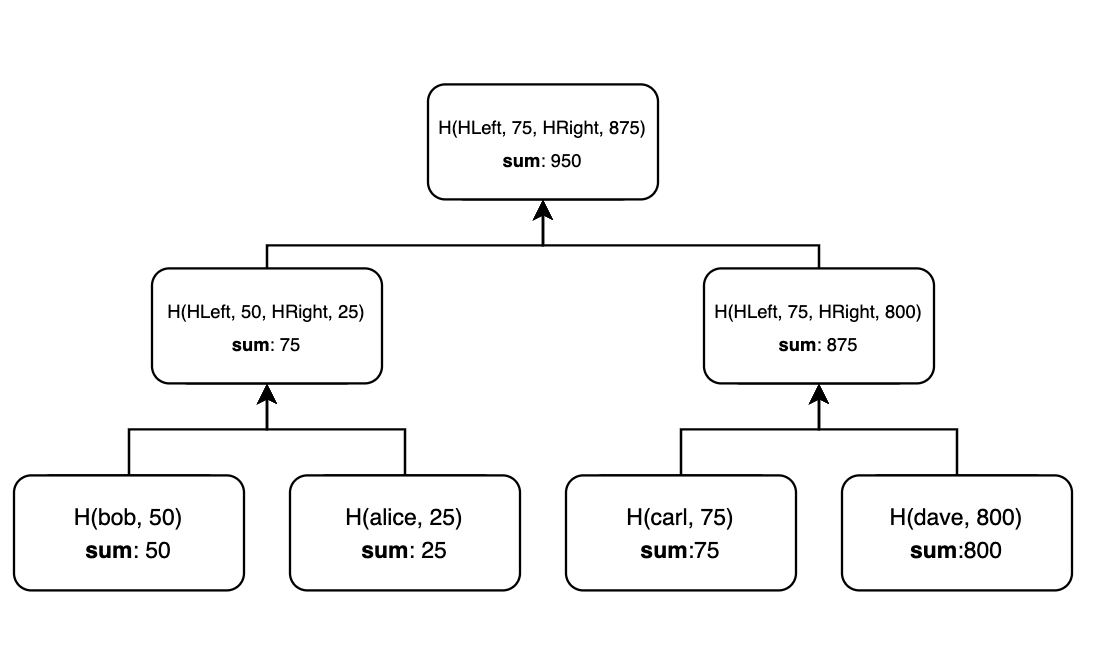 H(HLeft, 75, HRight, 875)
sum: 950
H(HLeft, 50, HRight, 25)
sum: 75
H(HLeft, 75, HRight, 800)
sum: 875
H(bob, 50)
sum: 50
H(alice, 25)
sum: 25
H(carl, 75)
sum:75
H(dave, 800)
sum:800